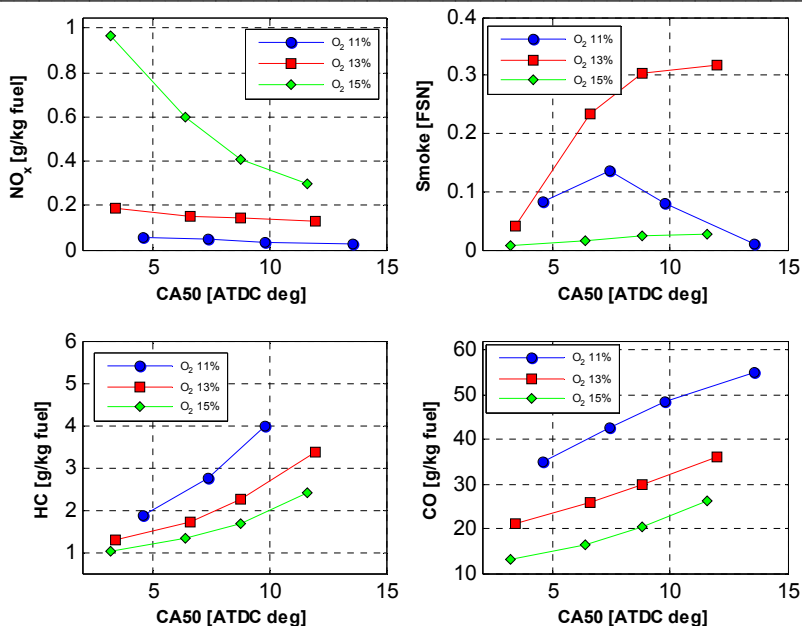 1
0.8
0.6
0.4
0.2
0
5
10
15
NOx [g/kg fuel]
CA50 [ATDC deg]
O2 11%
O2 13%
O2 15%
0.4
0.3
0.2
0.1
0
5
10
15
Smoke [FSN]
CA50 [ATDC deg]
O2 11%
O2 13%
O2 15%
6
5
4
3
2
1
5
10
15
HC [g/kg fuel]
CA50 [ATDC deg]
O2 11%
O2 13%
O2 15%
60
50
40
30
20
10
5
10
15
CO [g/kg fuel]
CA50 [ATDC deg]
O2 11%
O2 13%
O2 15%